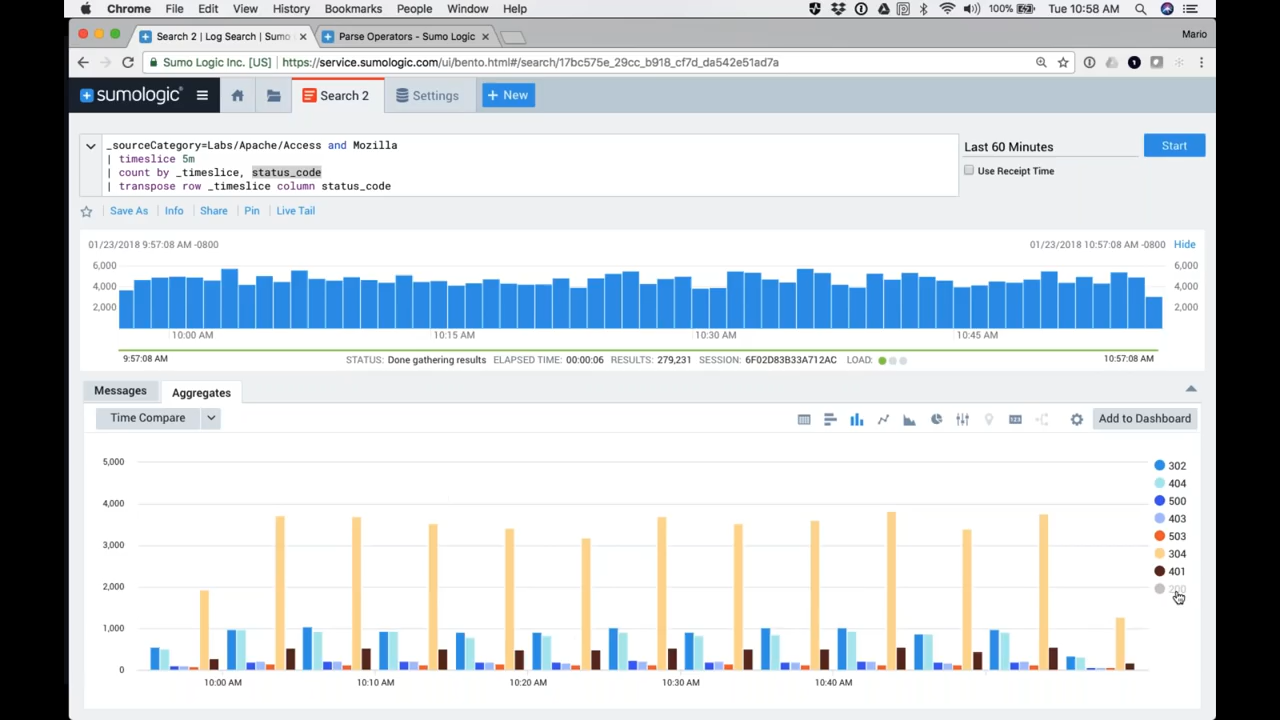 Chrome File Edit View History Bookmarks People Window Help 100% Tue 10:58 AM
Search 2 | Log Search | Sumo Parse Operators - Sumo Logic Mario
Sumo Logic Inc. [US] https://service.sumologic.com/ui/bento.html#/search/17bc575e_29cc_b918_cf7d_da542e51ad7a
sumologic Search 2 Settings + New
_sourceCategory=Labs/Apache/Access and Mozilla
| timeslice 5m
| count by _timeslice, status_code
| transpose row _timeslice column status_code
Last 60 Minutes Start
Use Receipt Time
Save As Info Share Pin Live Tail
01/23/2018 9:57:08 AM -0800 01/23/2018 10:57:08 AM -0800 Hide
6,000 6,000
4,000 4,000
2,000 2,000
10:00 AM 10:15 AM 10:30 AM 10:45 AM
9:57:08 AM STATUS: Done gathering results ELAPSED TIME: 00:00:06 RESULTS: 279,231 SESSION: 6F02D83B33A712AC LOAD: 10:57:08 AM
Messages Aggregates
Time Compare Add to Dashboard
5,000
4,000
3,000
2,000
1,000
0
10:00 AM 10:10 AM 10:20 AM 10:30 AM 10:40 AM
302
404
500
403
503
304
401
200